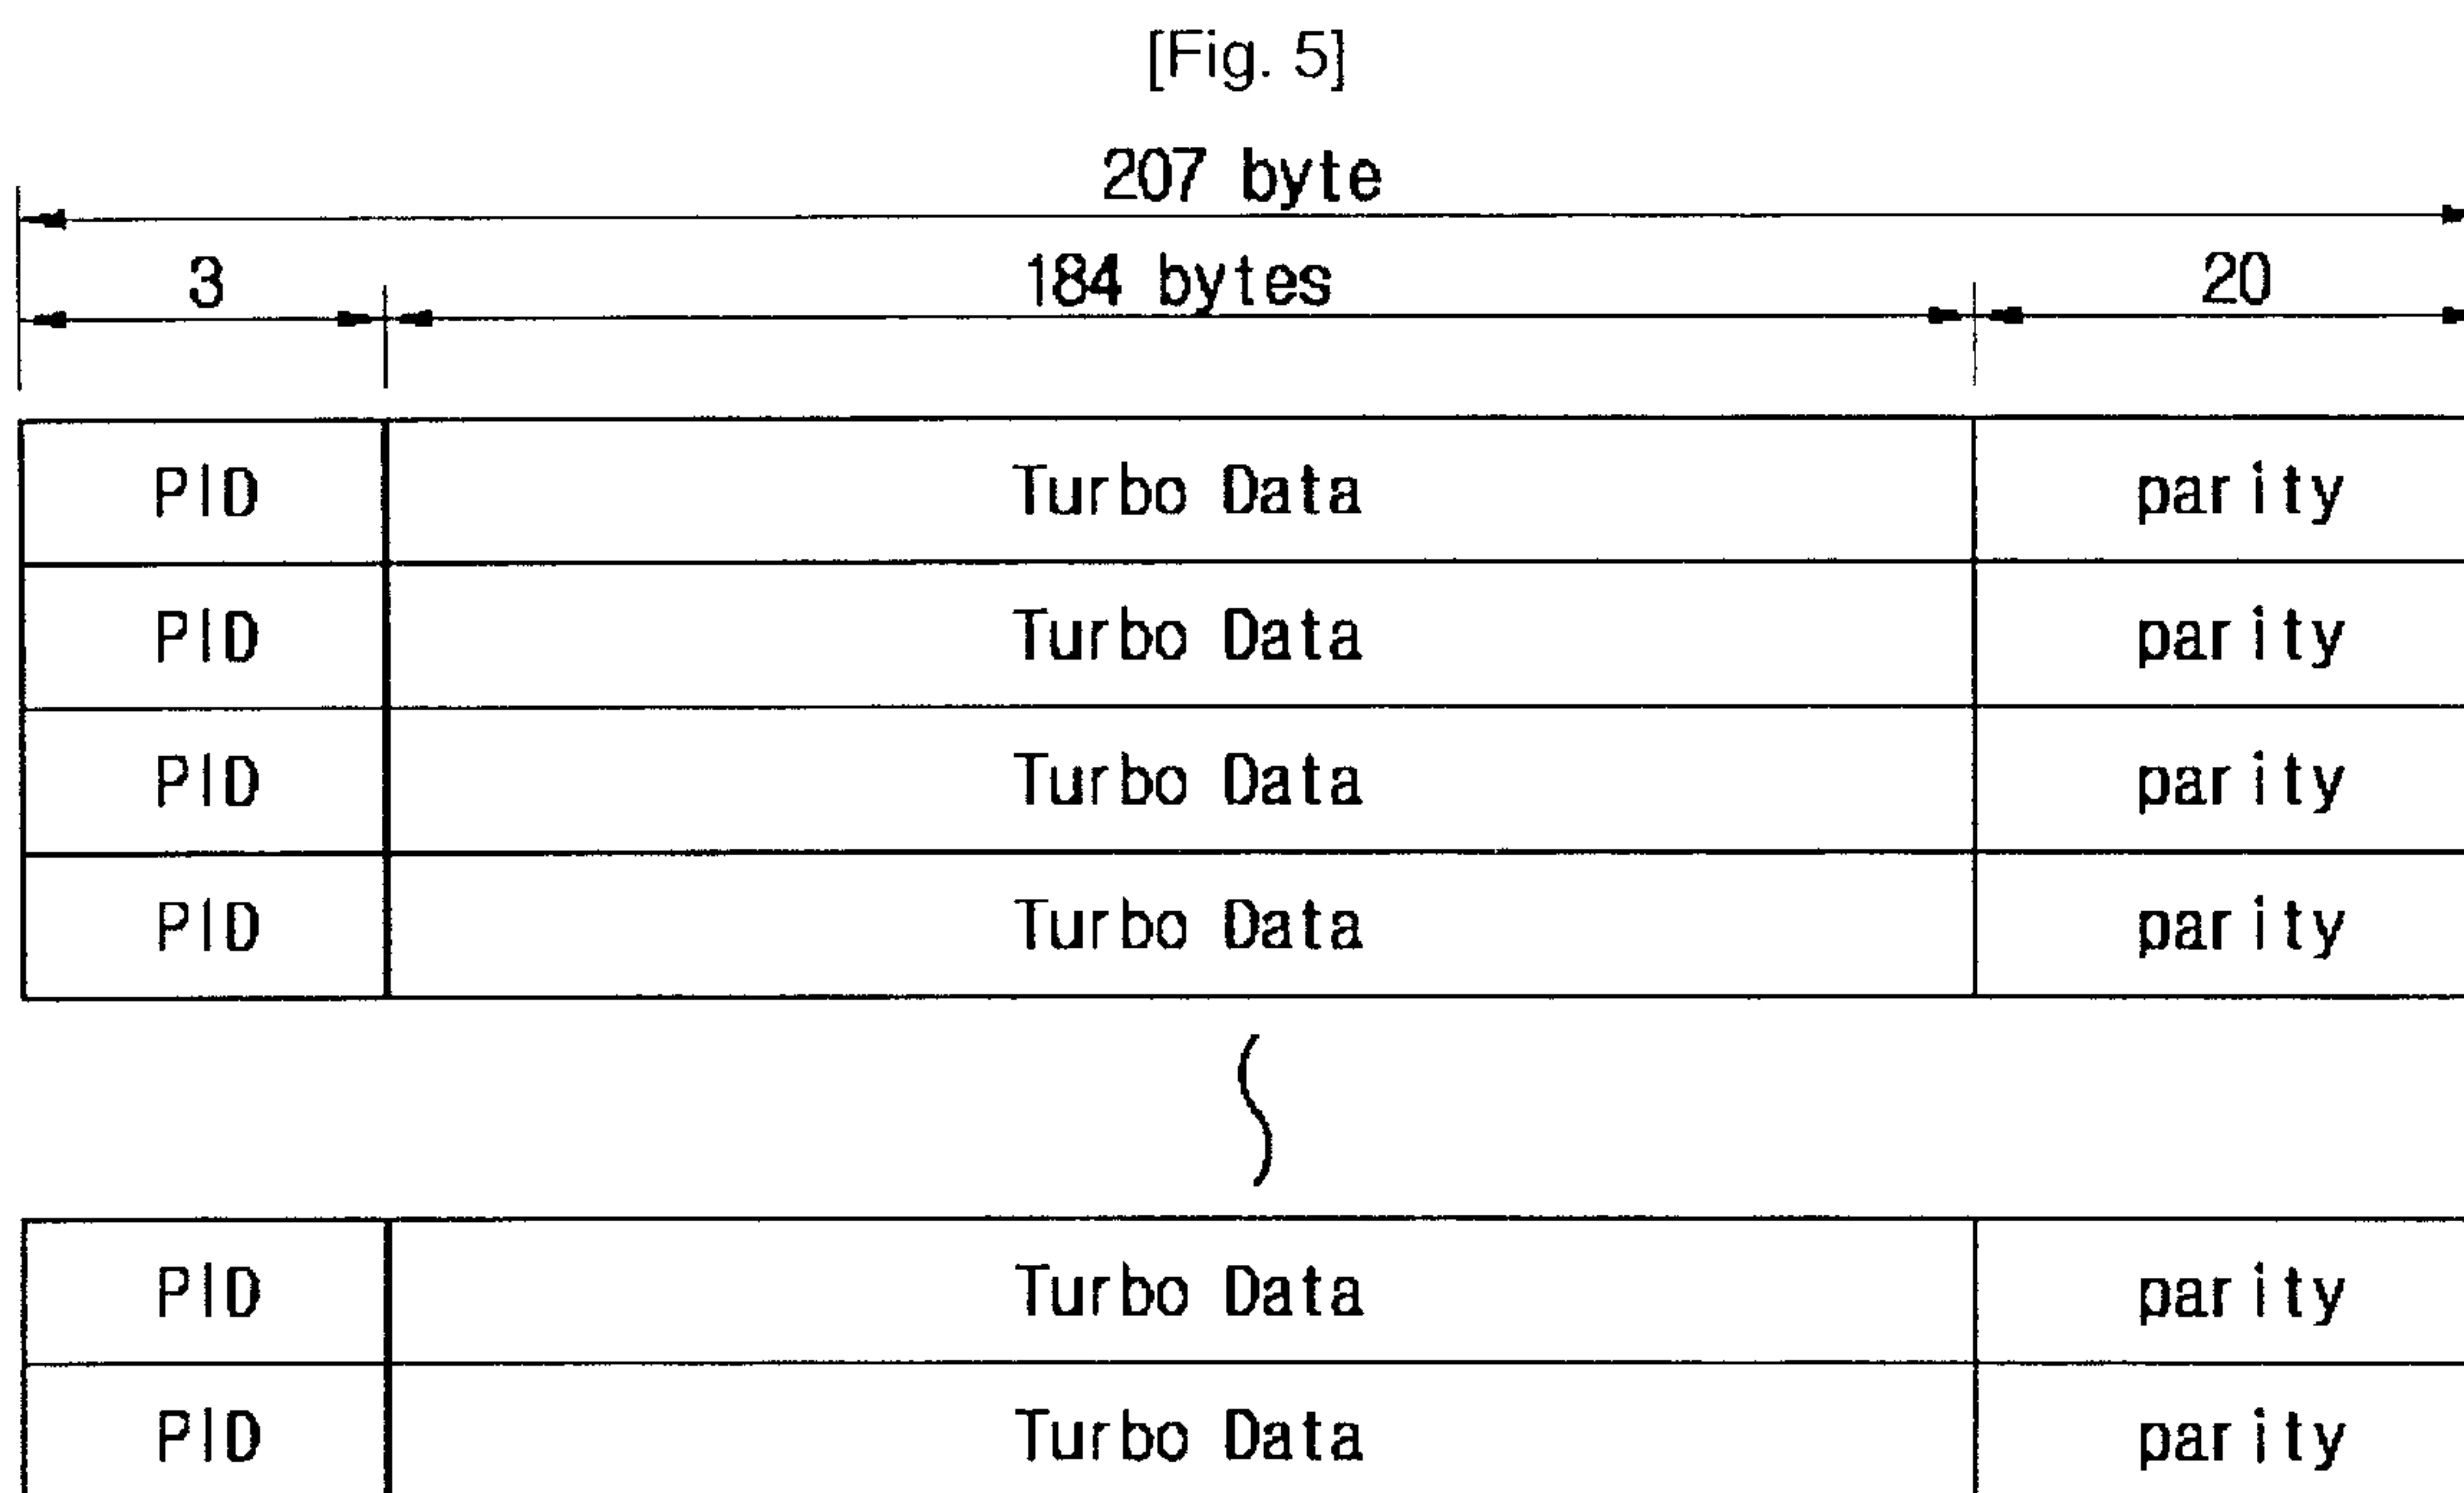 [Fig. 5]
207 byte
3 184 bytes 20
PID Turbo Data parity
PID Turbo Data parity
PID Turbo Data parity
PID Turbo Data parity
PID Turbo Data parity
PID Turbo Data parity